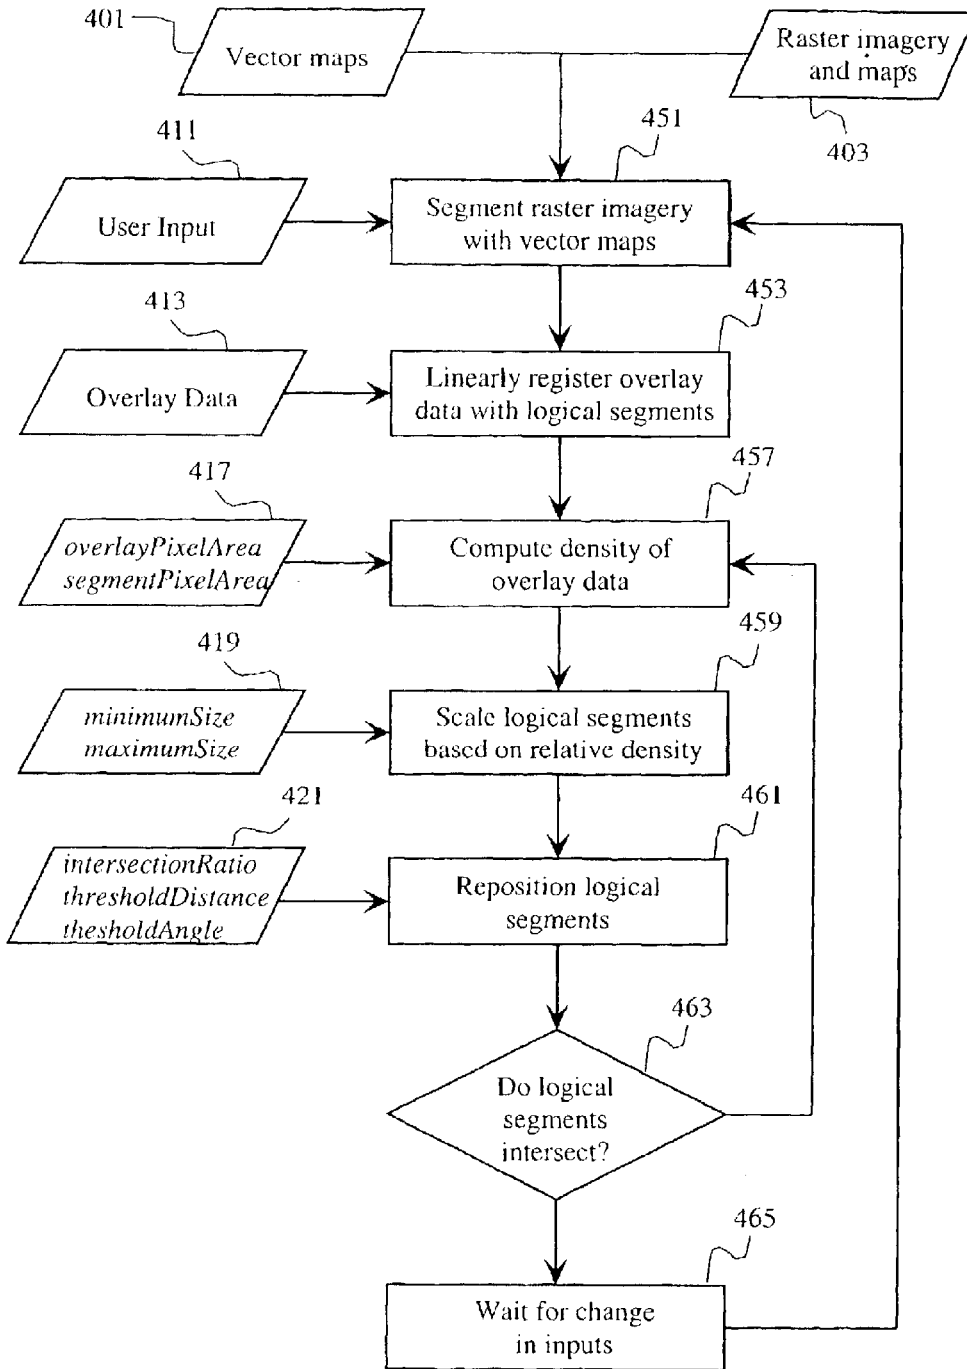 401
Vector maps
Raster imagery
and maps
403
411
User Input
451
Segment raster imagery
with vector maps
413
Overlay Data
453
Linearly register overlay
data with logical segments
417
overlayPixelArea
segmentPixelArea
457
Compute density of
overlay data
419
minimumSize
maximumSize
459
Scale logical segments
based on relative density
421
intersectionRatio
thresholdDistance
thesholdAngle
461
Reposition logical
segments
463
Do logical
segments
intersect?
465
Wait for change
in inputs